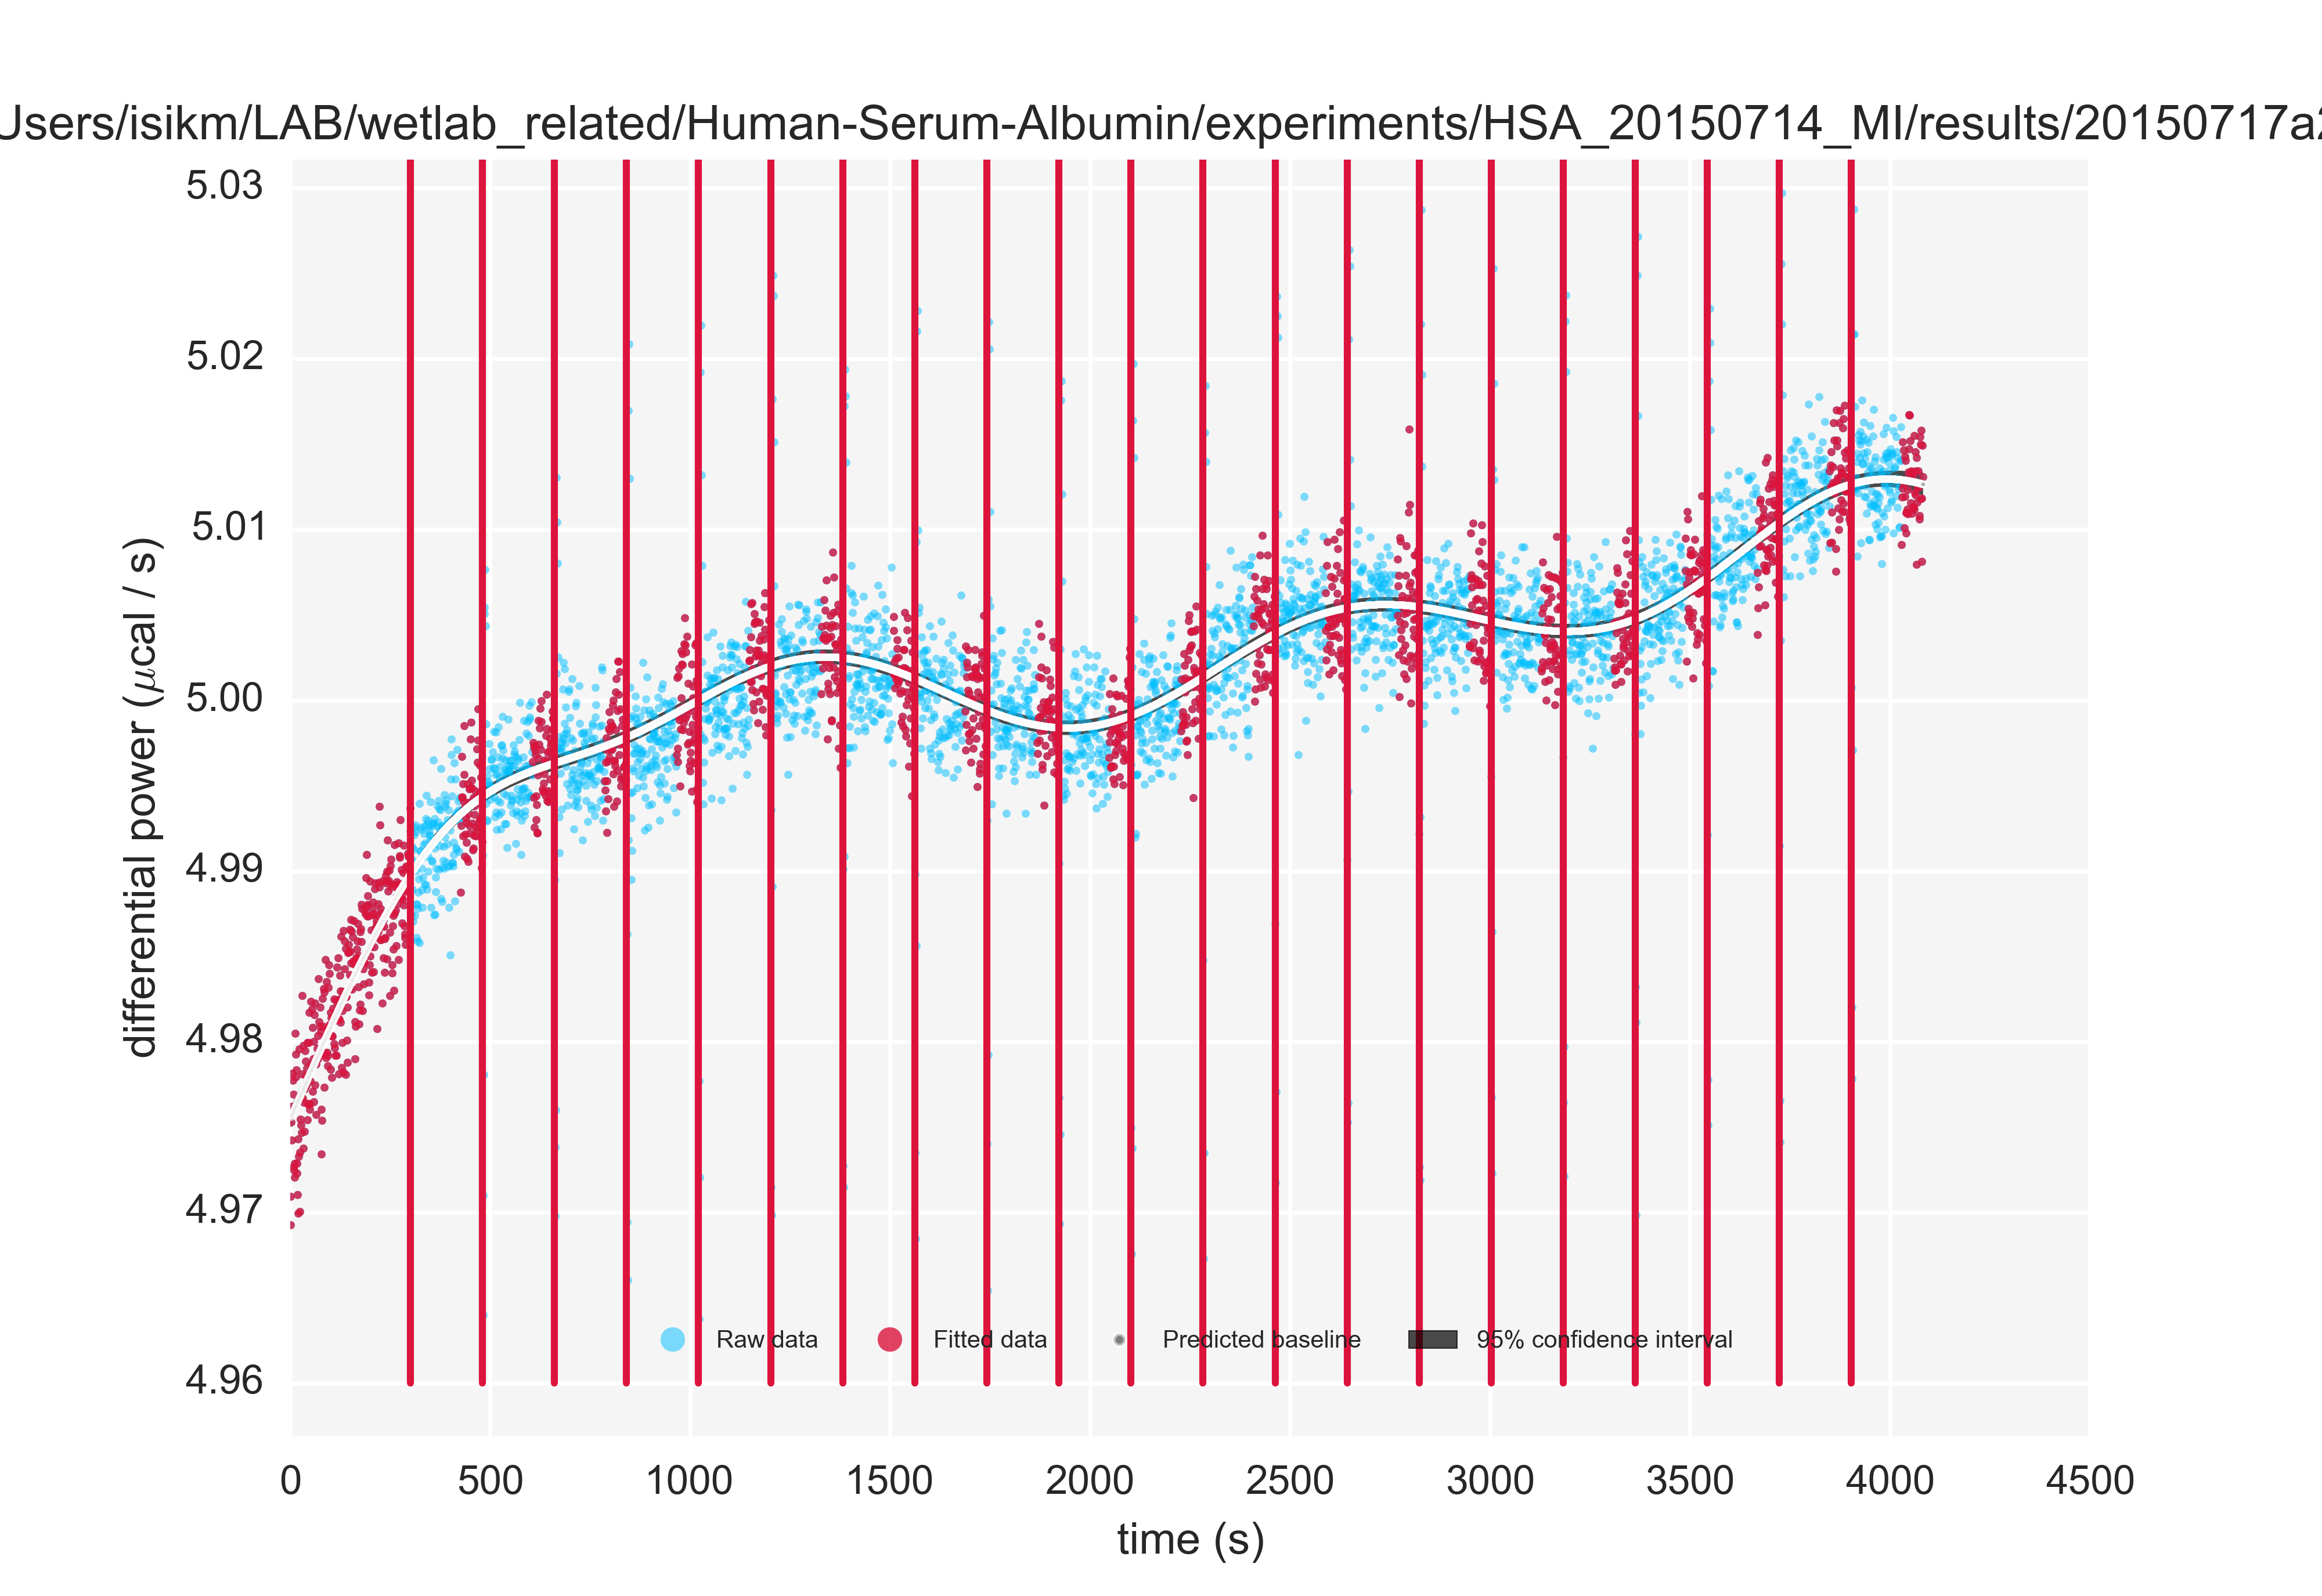 Users/isikm/LAB/wetlab_related/Human-Serum-Albumin/experiments/HSA_20150714_MI/results/20150717a2
5.03
5.02
5.01
5.00
4.99
4.98
4.97
4.96
differential power (μcal / s)
Raw data Fitted data Predicted baseline 95% confidence interval
0 500 1000 1500 2000 2500 3000 3500 4000 4500
time (s)